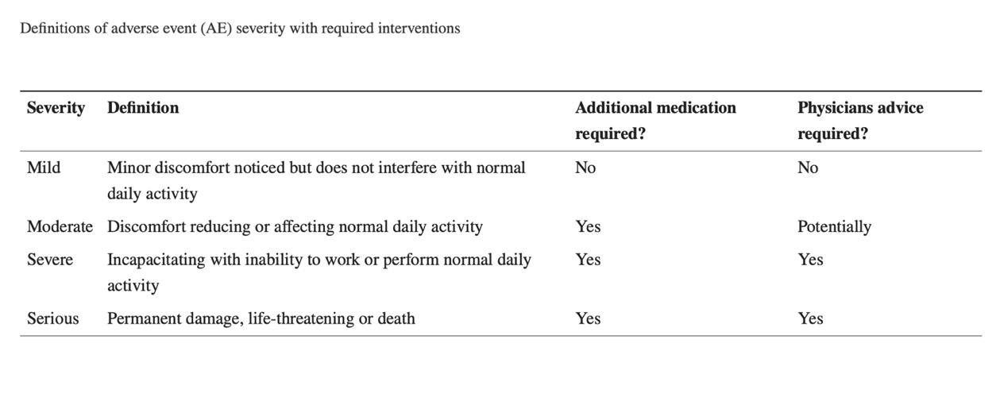 Definitions of adverse event (AE) severity with required interventions
Severity Definition Additional medication required? Physicians advice required?
Mild Minor discomfort noticed but does not interfere with normal daily activity No No
Moderate Discomfort reducing or affecting normal daily activity Yes Potentially
Severe Incapacitating with inability to work or perform normal daily activity Yes Yes
Serious Permanent damage, life-threatening or death Yes Yes